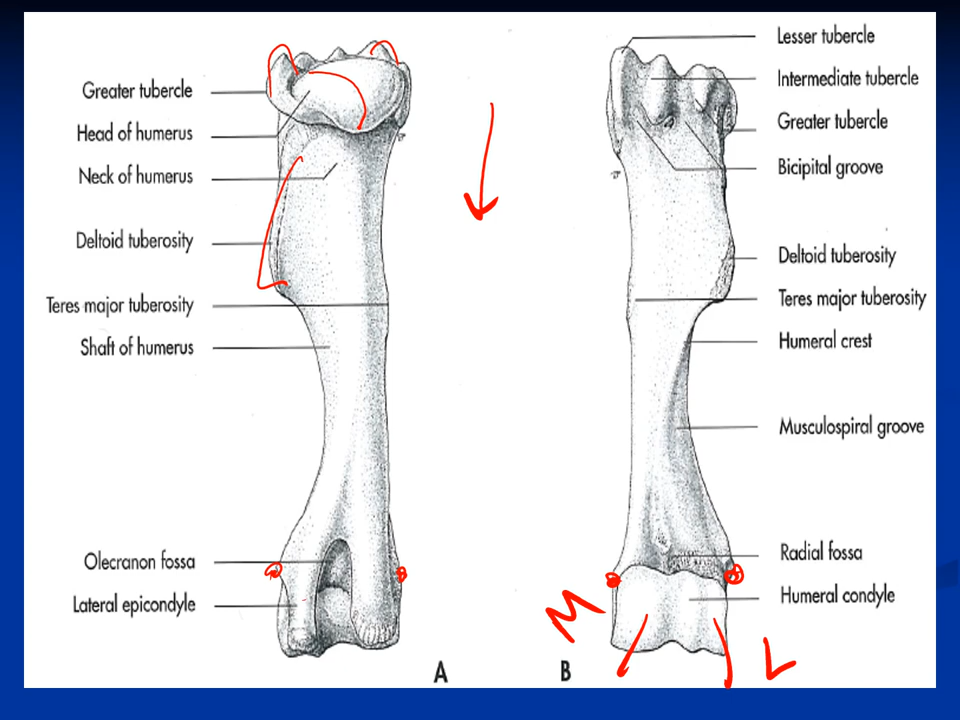 Greater tubercle
Head of humerus
Neck of humerus
Deltoid tuberosity
Teres major tuberosity
Shaft of humerus
Olecranon fossa
Lateral epicondyle
A
Lesser tubercle
Intermediate tubercle
Greater tubercle
Bicipital groove
Deltoid tuberosity
Teres major tuberosity
Humeral crest
Musculospiral groove
Radial fossa
Humeral condyle
B
M
L